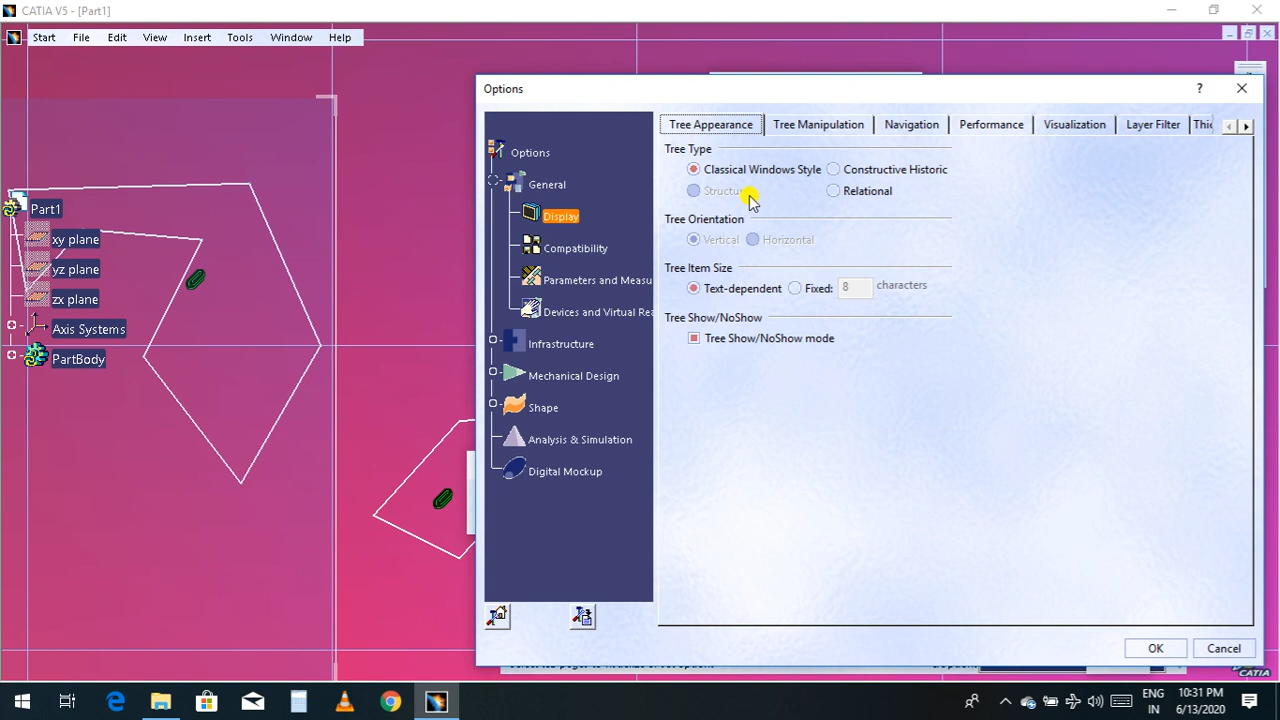 CATIA V5 - [Part1]
Start File Edit View Insert Tools Window Help
Part1
xy plane
yz plane
zx plane
Axis Systems
PartBody
Options
Options
General
Display
Compatibility
Parameters and Measu
Devices and Virtual Rea
Infrastructure
Mechanical Design
Shape
Analysis & Simulation
Digital Mockup
Tree Appearance Tree Manipulation Navigation Performance Visualization Layer Filter Thic
Tree Type
Classical Windows Style Constructive Historic
Structu Relational
Tree Orientation
Vertical Horizontal
Tree Item Size
Text-dependent Fixed: 8 characters
Tree Show/NoShow
Tree Show/NoShow mode
OK Cancel
CATIA
ENG
IN
10:31 PM
6/13/2020